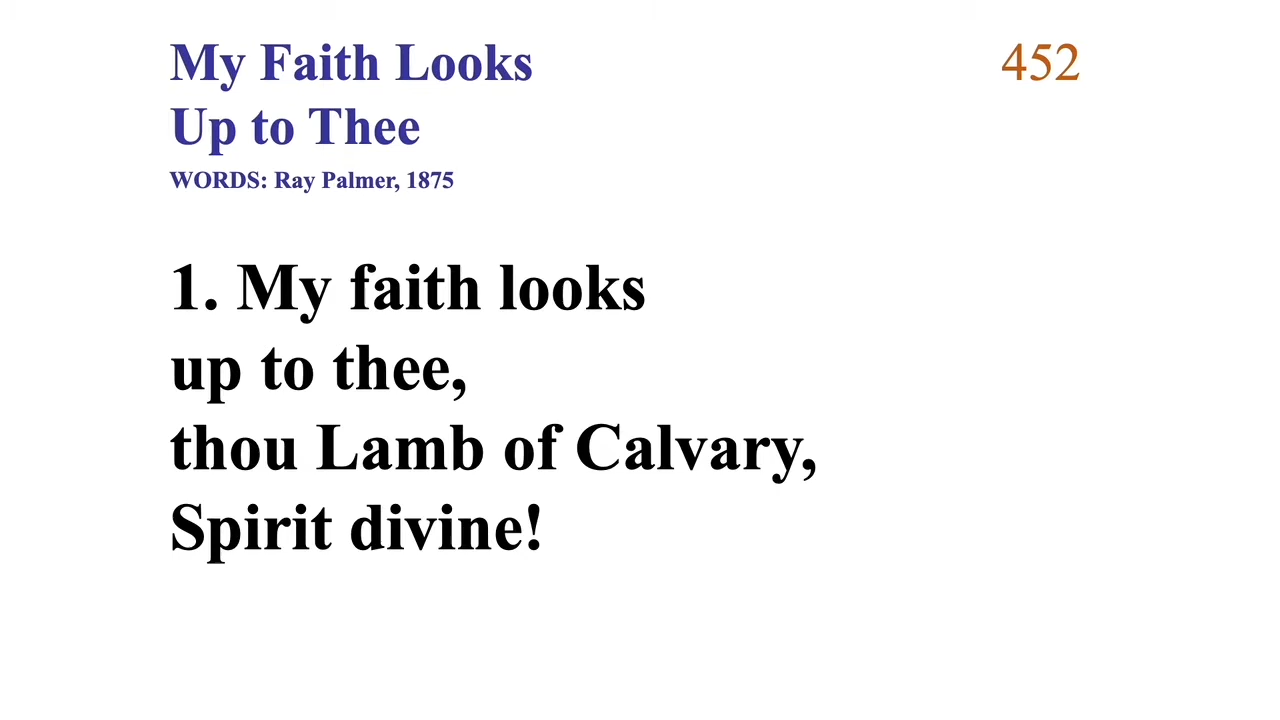 My Faith Looks
Up to Thee
452
WORDS: Ray Palmer, 1875
1. My faith looks
up to thee,
thou Lamb of Calvary,
Spirit divine!